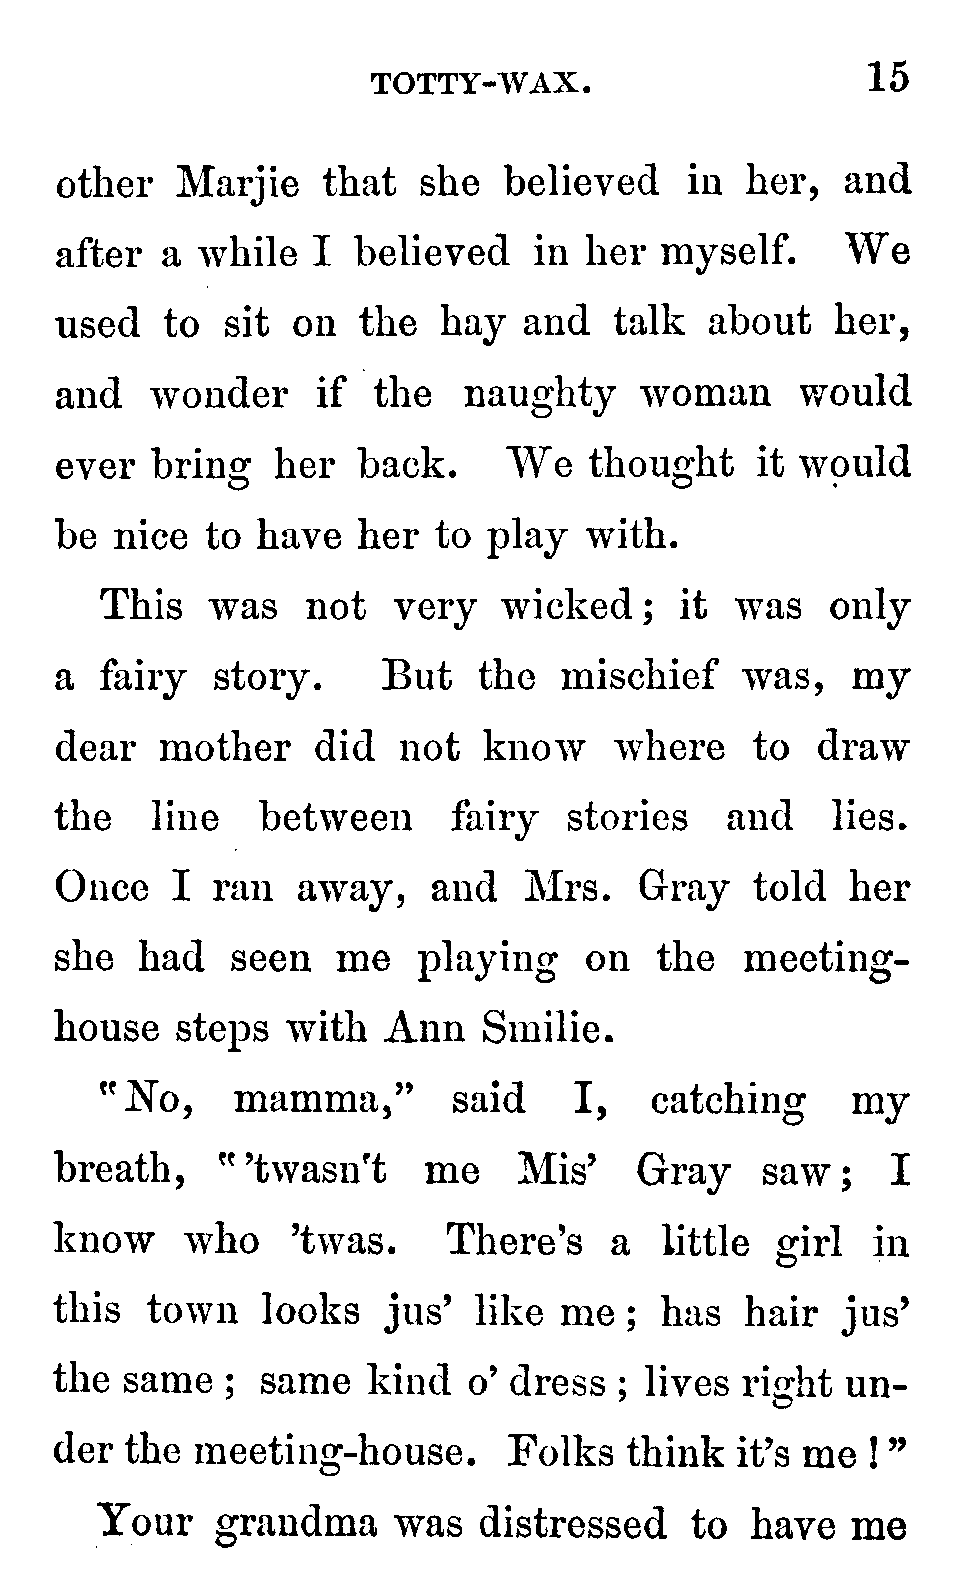 TOTTY-WAX. 15
other Marjie that she believed in her, and
after a while I believed in her myself. We
used to sit on the hay and talk about her,
and wonder if the naughty woman would
ever bring her back. We thought it would
be nice to have her to play with.
This was not very wicked; it was only
a fairy story. But the mischief was, my
dear mother did not know where to draw
the line between fairy stories and lies.
Once I ran away, and Mrs. Gray told her
she had seen me playing on the meeting-
house steps with Ann Smilie.
"No, mamma," said I, catching my
breath, "'twasn't me Mis' Gray saw; I
know who 'twas. There's a little girl in
this town looks jus' like me; has hair jus'
the same; same kind o' dress; lives right un-
der the meeting-house. Folks think it's me!"
Your grandma was distressed to have me